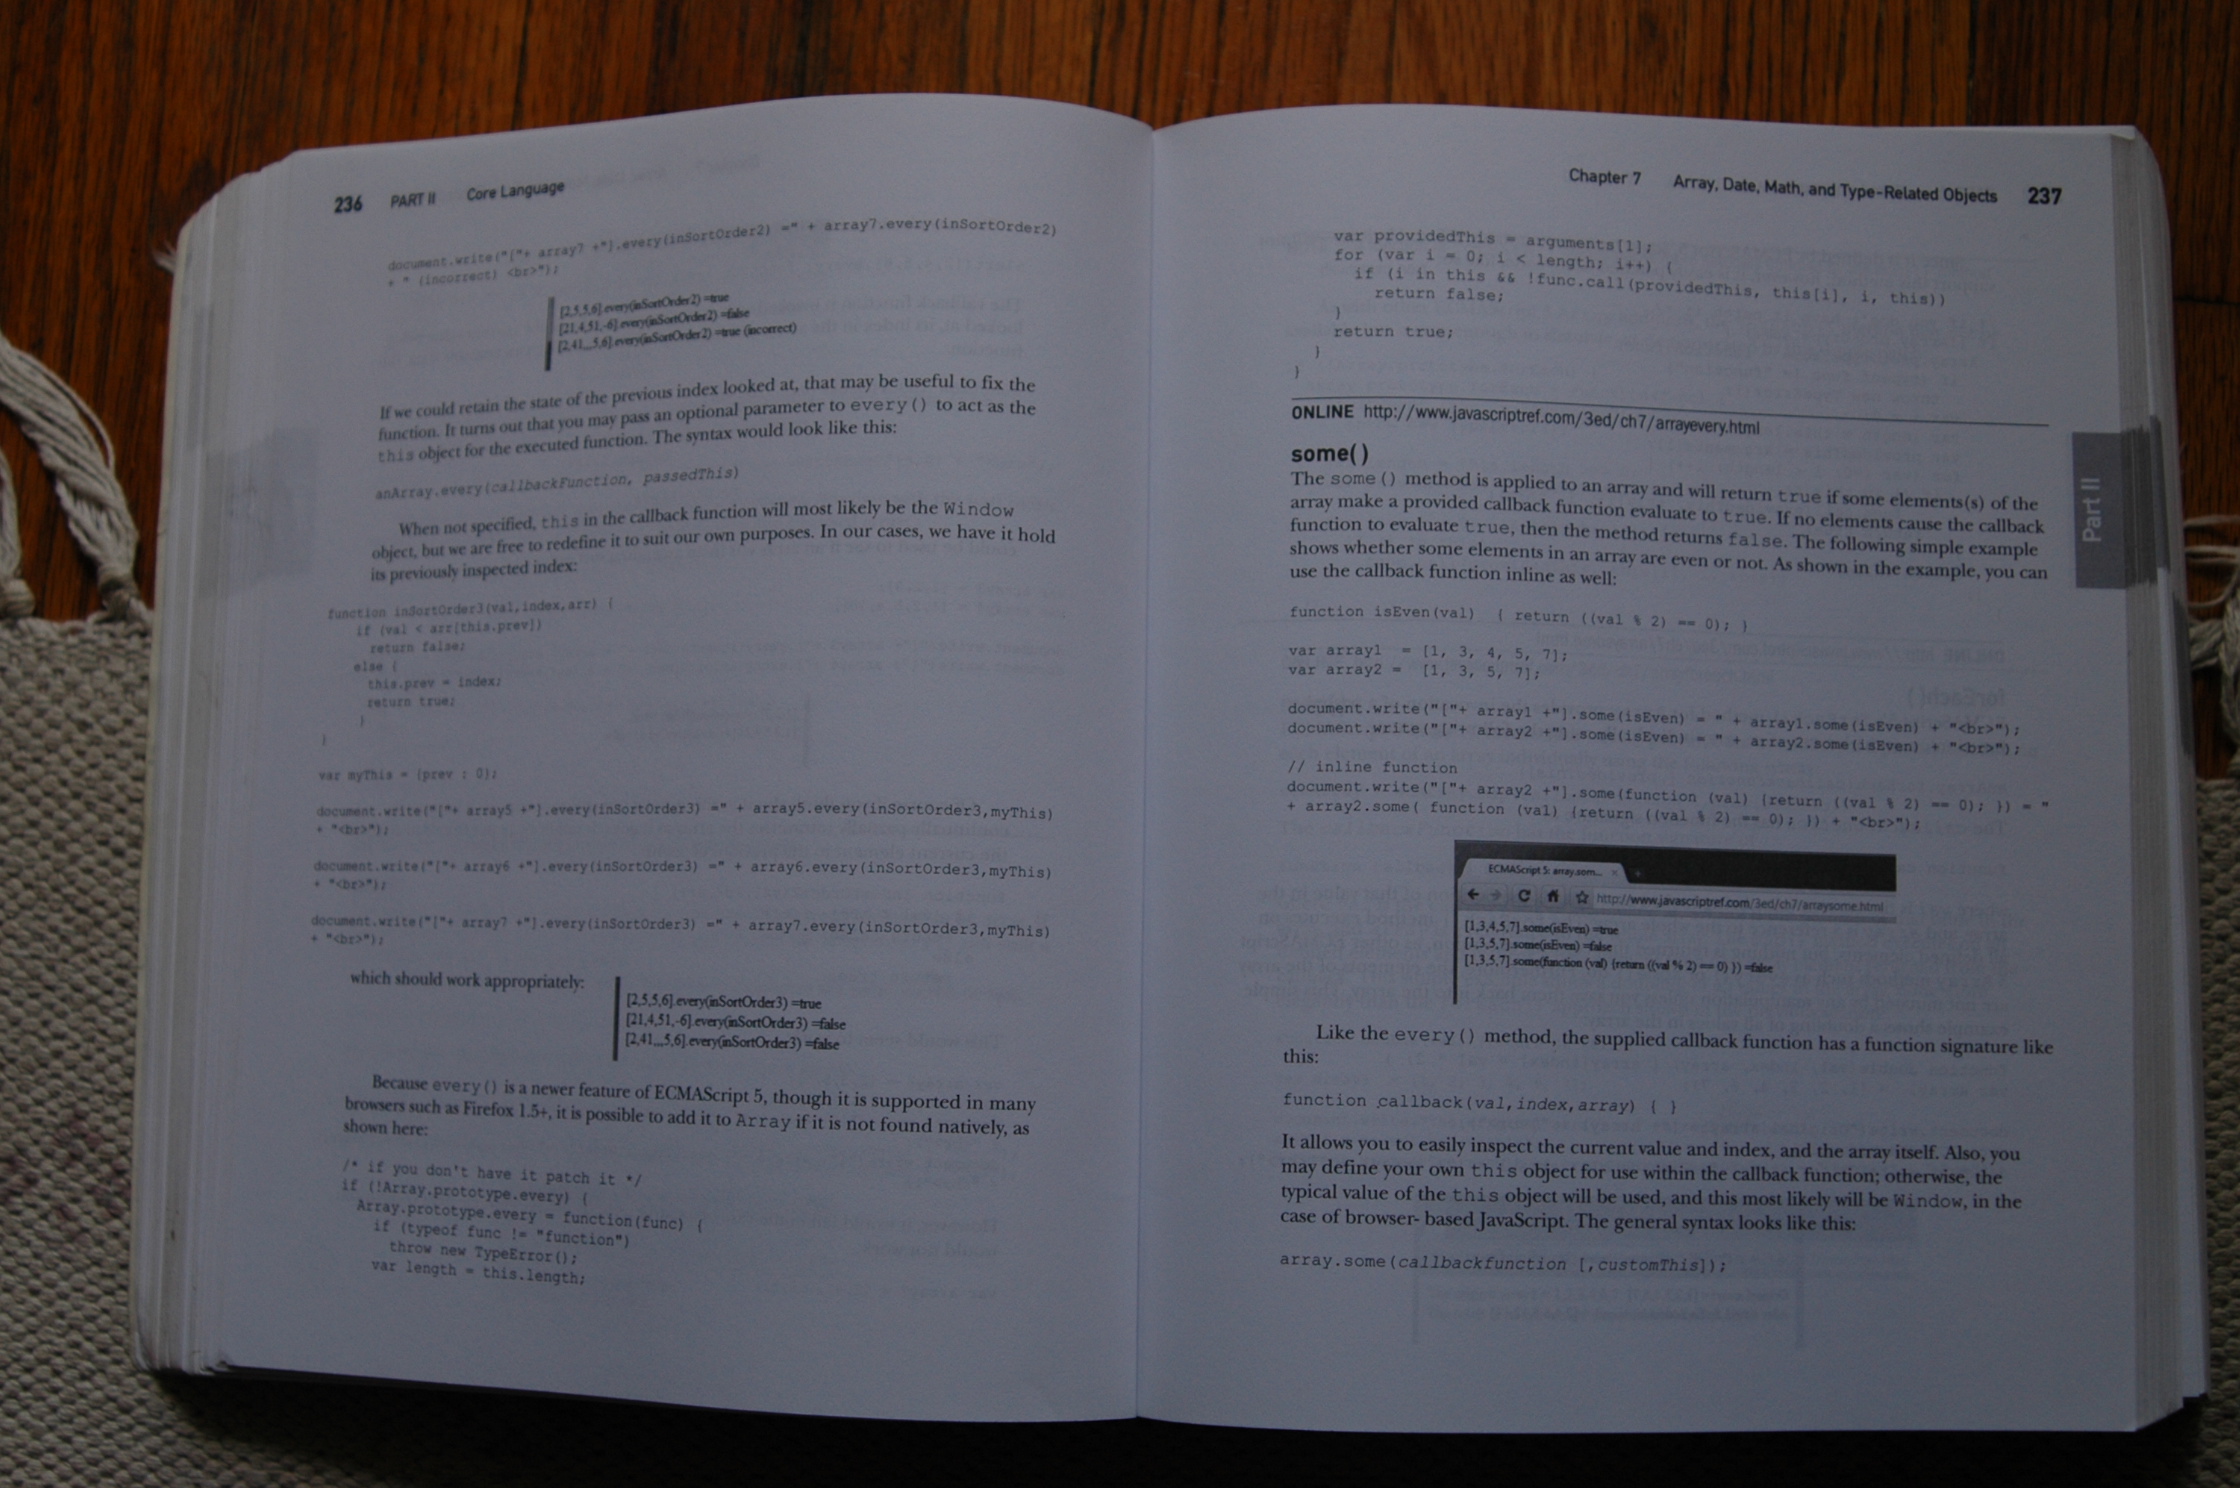 236 PART II Core Language
document.write("["+ array7 +"].every(inSortOrder2) =" + array7.every(inSortOrder2)
+ " (incorrect) <br>");
[2,5,5,6].every(inSortOrder2) =true
[21,4,51,-6].every(inSortOrder2) =false
[2,41,,,,5,6].every(inSortOrder2) =true (incorrect)
If we could retain the state of the previous index looked at, that may be useful to fix the
function. It turns out that you may pass an optional parameter to every() to act as the
this object for the executed function. The syntax would look like this:
anArray.every(callbackFunction, passedThis)
When not specified, this in the callback function will most likely be the Window
object, but we are free to redefine it to suit our own purposes. In our cases, we have it hold
its previously inspected index:
function inSortOrder3(val,index,arr) {
if (val < arr[this.prev])
return false;
else {
this.prev = index;
return true;
}
}
var myThis = {prev : 0};
document.write("["+ array5 +"].every(inSortOrder3) =" + array5.every(inSortOrder3,myThis)
+ "<br>");
document.write("["+ array6 +"].every(inSortOrder3) =" + array6.every(inSortOrder3,myThis)
+ "<br>");
document.write("["+ array7 +"].every(inSortOrder3) =" + array7.every(inSortOrder3,myThis)
+ "<br>");
which should work appropriately:
[2,5,5,6].every(inSortOrder3) =true
[21,4,51,-6].every(inSortOrder3) =false
[2,41,,,,5,6].every(inSortOrder3) =false
Because every() is a newer feature of ECMAScript 5, though it is supported in many
browsers such as Firefox 1.5+, it is possible to add it to Array if it is not found natively, as
shown here:
/* if you don't have it patch it */
if (!Array.prototype.every) {
Array.prototype.every = function(func) {
if (typeof func != "function")
throw new TypeError();
var length = this.length;
Chapter 7 Array, Date, Math, and Type-Related Objects 237
var providedThis = arguments[1];
for (var i = 0; i < length; i++) {
if (i in this && !func.call(providedThis, this[i], i, this))
return false;
}
return true;
}
}
ONLINE http://www.javascriptref.com/3ed/ch7/arrayevery.html
Part II
some()
The some() method is applied to an array and will return true if some elements(s) of the
array make a provided callback function evaluate to true. If no elements cause the callback
function to evaluate true, then the method returns false. The following simple example
shows whether some elements in an array are even or not. As shown in the example, you can
use the callback function inline as well:
function isEven(val) { return ((val % 2) == 0); }
var array1 = [1, 3, 4, 5, 7];
var array2 = [1, 3, 5, 7];
document.write("["+ array1 +"].some(isEven) = " + array1.some(isEven) + "<br>");
document.write("["+ array2 +"].some(isEven) = " + array2.some(isEven) + "<br>");
// inline function
document.write("["+ array2 +"].some(function (val) {return ((val % 2) == 0); }) = "
+ array2.some( function (val) {return ((val % 2) == 0); }) + "<br>");
ECMAScript 5: array.som...
http://www.javascriptref.com/3ed/ch7/arraysome.html
[1,3,4,5,7].some(isEven) =true
[1,3,5,7].some(isEven) =false
[1,3,5,7].some(function (val) {return ((val % 2) == 0) }) =false
Like the every() method, the supplied callback function has a function signature like
this:
function callback(val,index,array) { }
It allows you to easily inspect the current value and index, and the array itself. Also, you
may define your own this object for use within the callback function; otherwise, the
typical value of the this object will be used, and this most likely will be Window, in the
case of browser-based JavaScript. The general syntax looks like this:
array.some(callbackfunction [,customThis]);